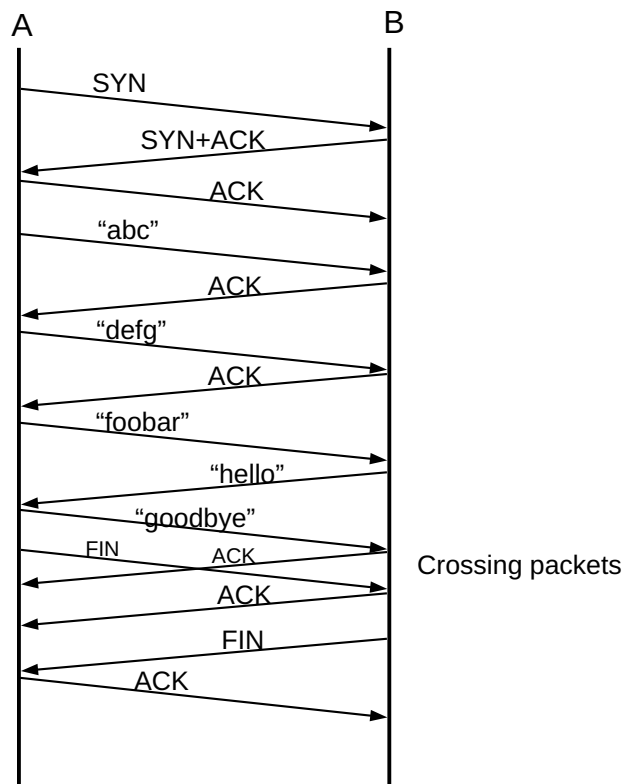 A
B
SYN
SYN+ACK
ACK
“abc”
ACK
“defg”
ACK
“foobar”
“hello”
“goodbye”
FIN
ACK
Crossing packets
ACK
FIN
ACK